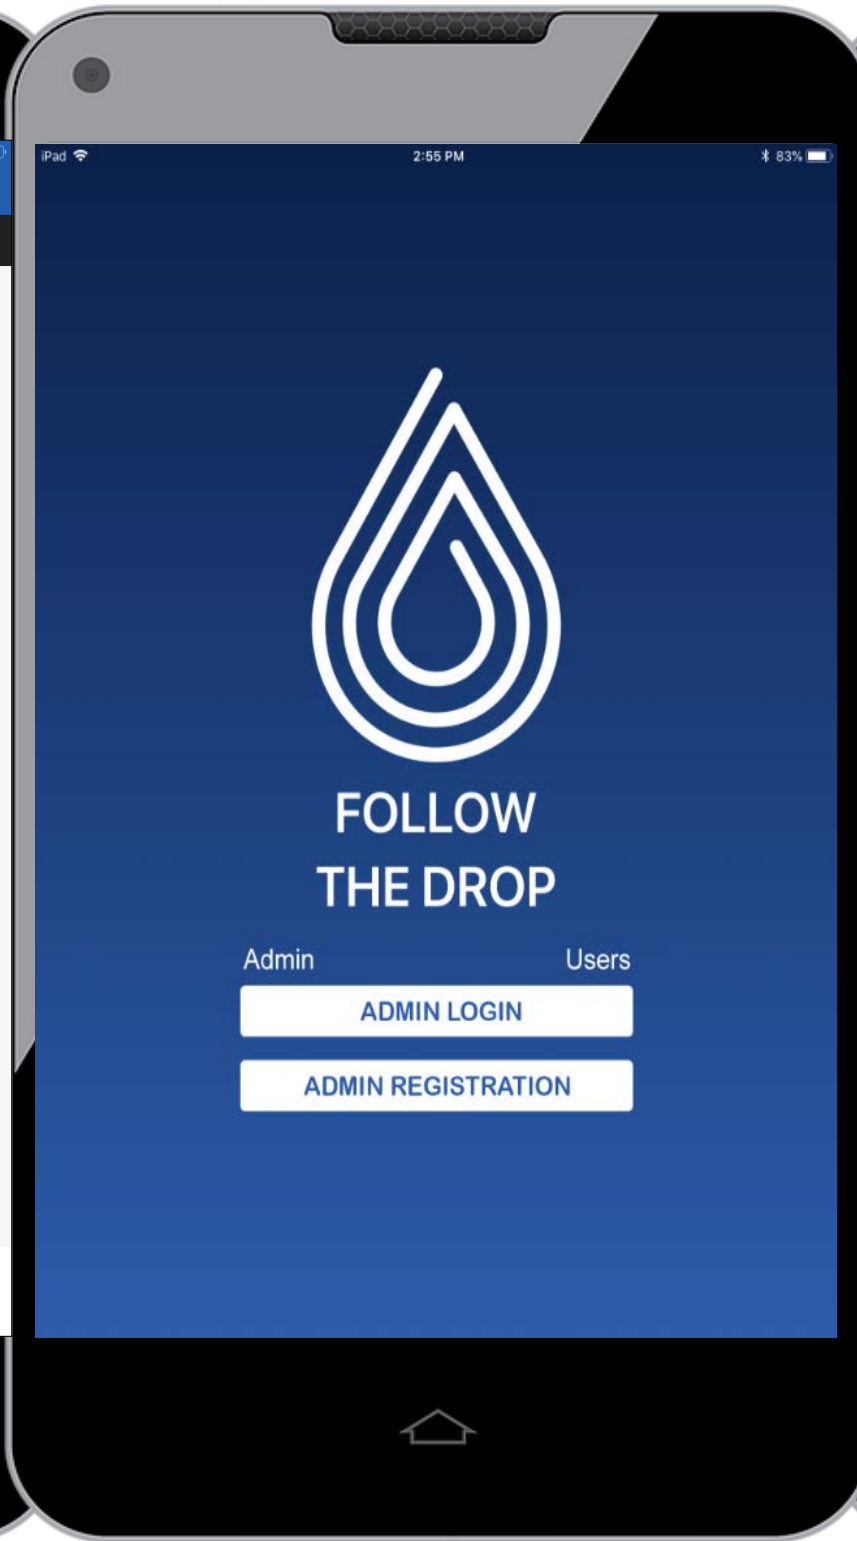 iPad 2:55 PM 83%
FOLLOW
THE DROP
Admin Users
ADMIN LOGIN
ADMIN REGISTRATION